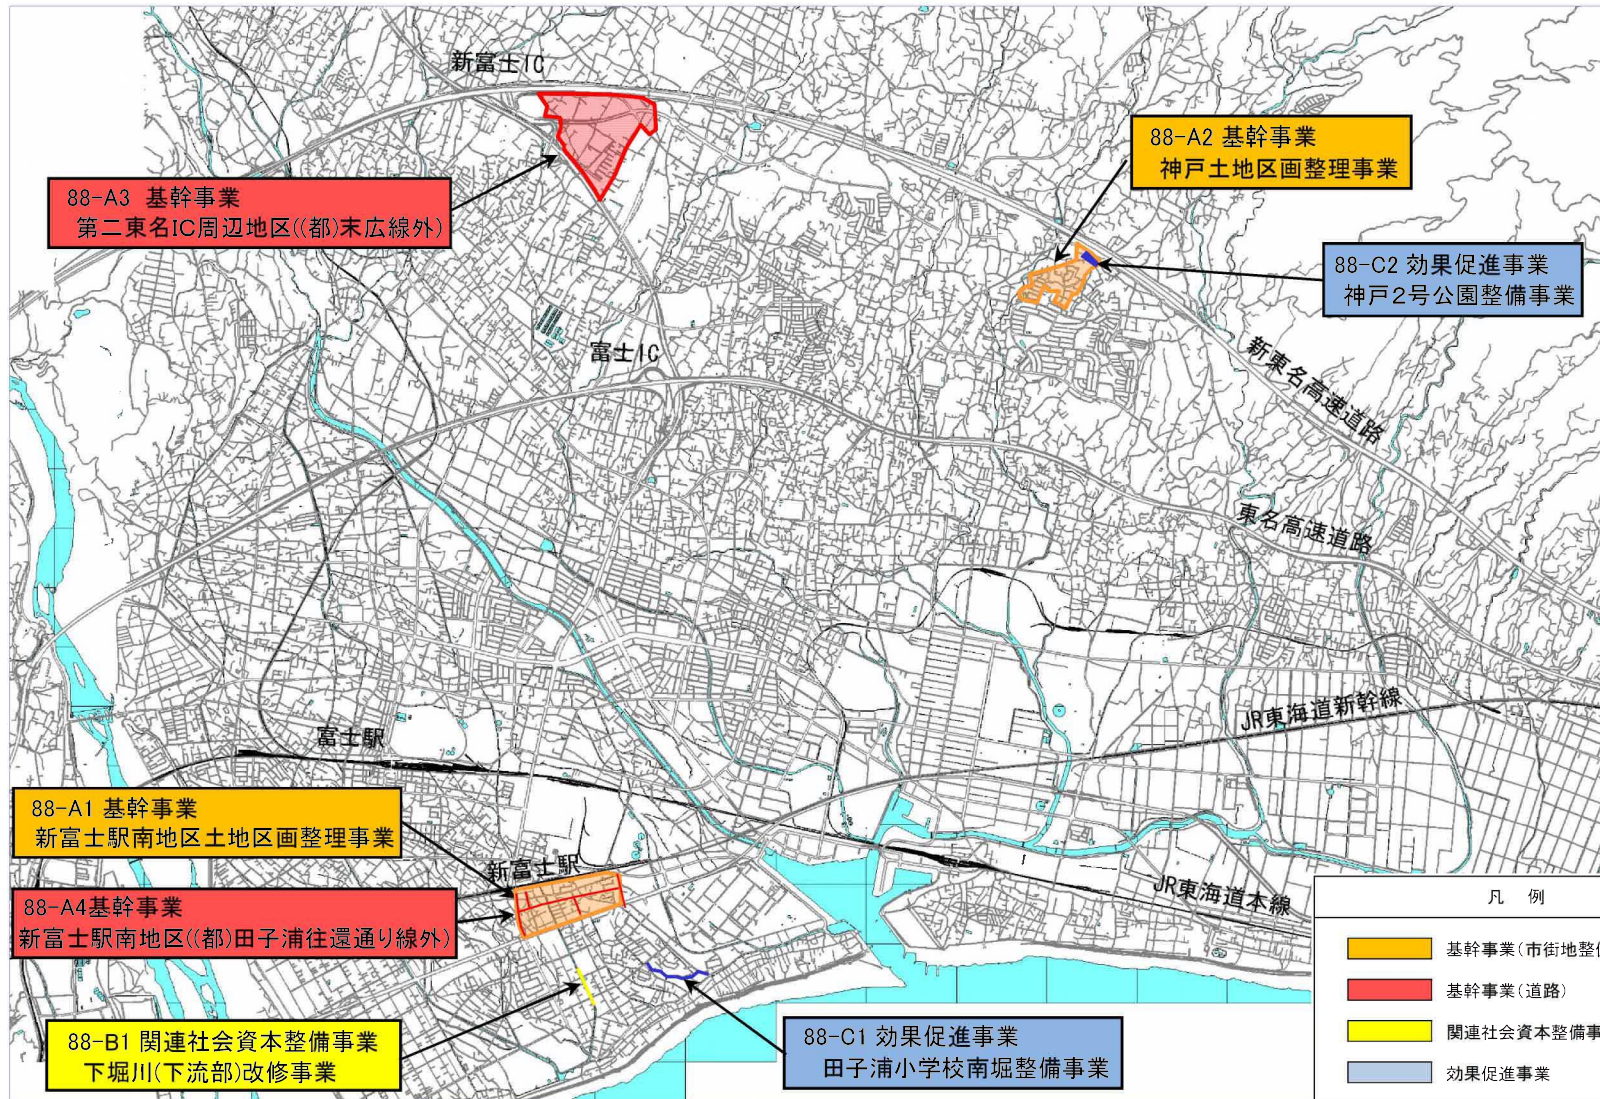 新富士IC
88-A2 基幹事業
神戸土地区画整理事業
88-A3 基幹事業
第二東名IC周辺地区((都)末広線外)
88-C2 効果促進事業
神戸2号公園整備事業
富士IC
新東名高速道路
東名高速道路
JR東海道新幹線
富士駅
88-A1 基幹事業
新富士駅南地区土地区画整理事業
新富士駅
JR東海道本線
88-A4基幹事業
新富士駅南地区((都)田子浦往還通り線外)
凡 例
基幹事業(市街地整備
基幹事業(道路)
関連社会資本整備事
効果促進事業
88-B1 関連社会資本整備事業
下堀川(下流部)改修事業
88-C1 効果促進事業
田子浦小学校南堀整備事業